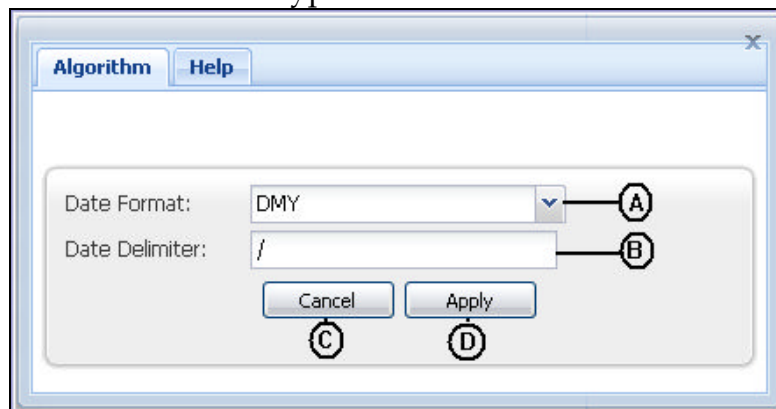 x
Algorithm Help
Date Format: DMY A
Date Delimiter: / B
Cancel Apply
C D